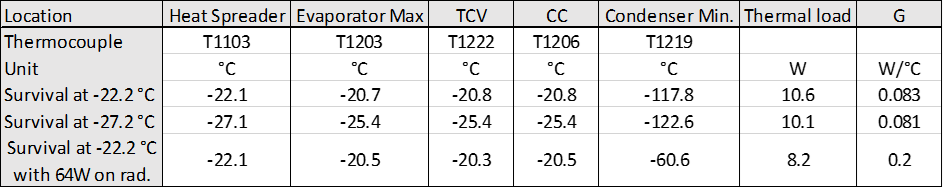 Location Heat Spreader Evaporator Max TCV CC Condenser Min. Thermal load G
Thermocouple T1103 T1203 T1222 T1206 T1219
Unit °C °C °C °C °C W W/°C
Survival at -22.2 °C -22.1 -20.7 -20.8 -20.8 -117.8 10.6 0.083
Survival at -27.2 °C -27.1 -25.4 -25.4 -25.4 -122.6 10.1 0.081
Survival at -22.2 °C
with 64W on rad. -22.1 -20.5 -20.3 -20.5 -60.6 8.2 0.2